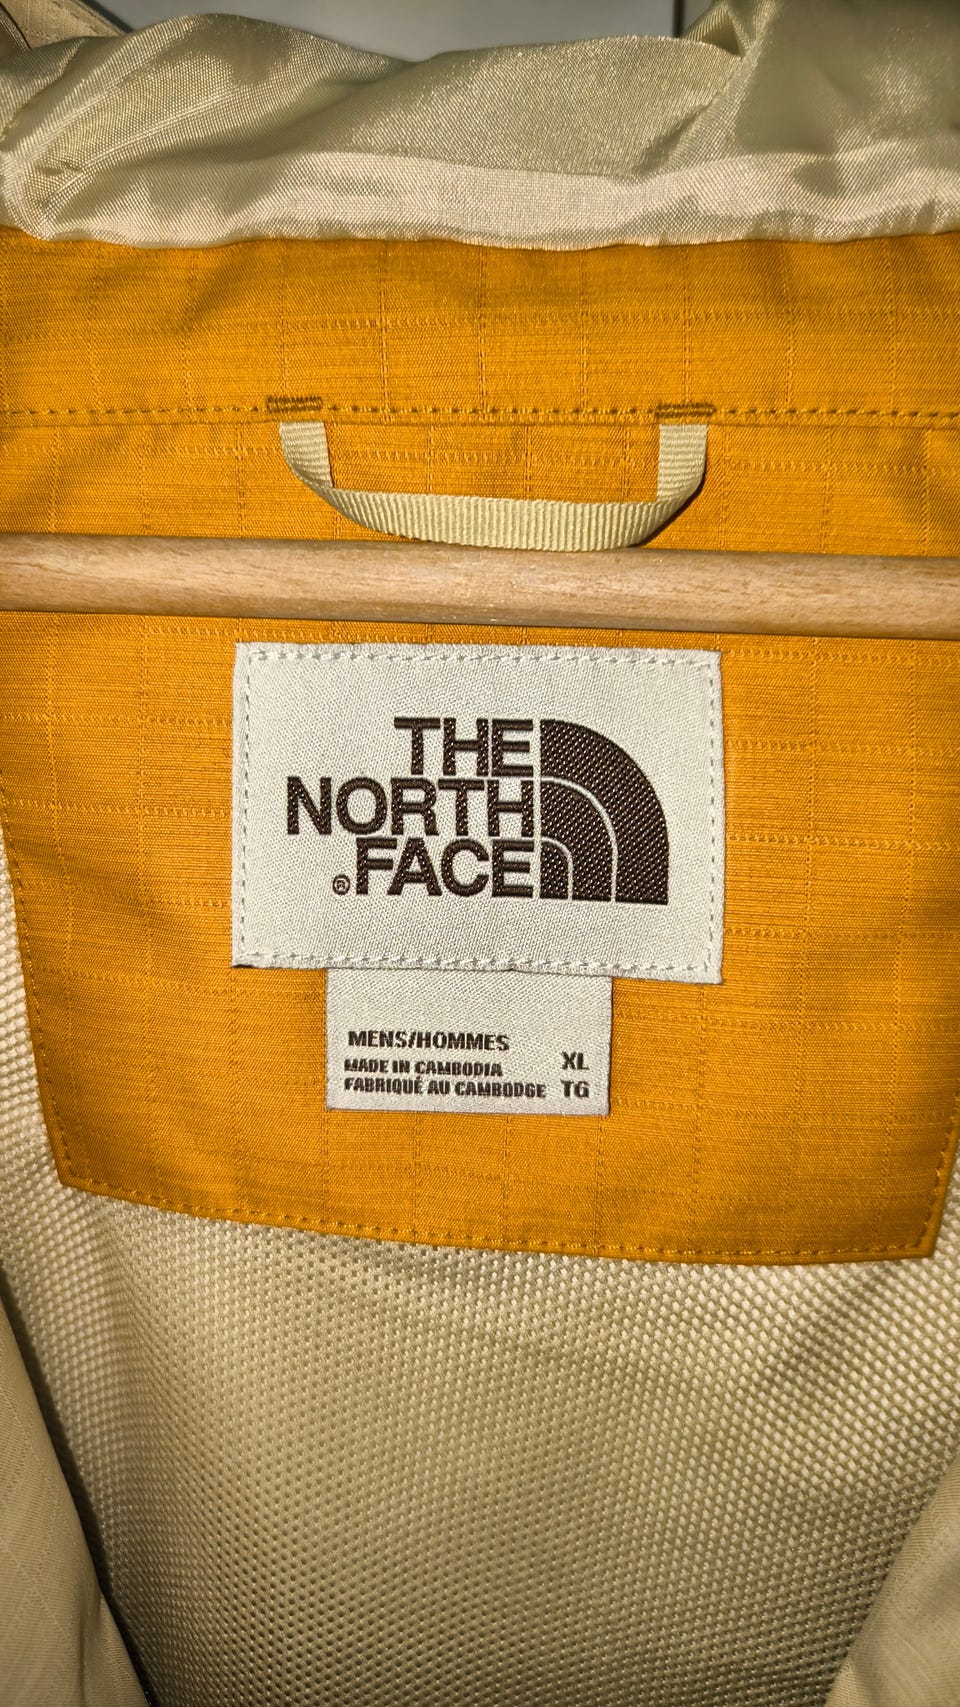 THE
NORTH
®FACE
MENS/HOMMES
MADE IN CAMBODIA XL
FABRIQUÉ AU CAMBODGE TG